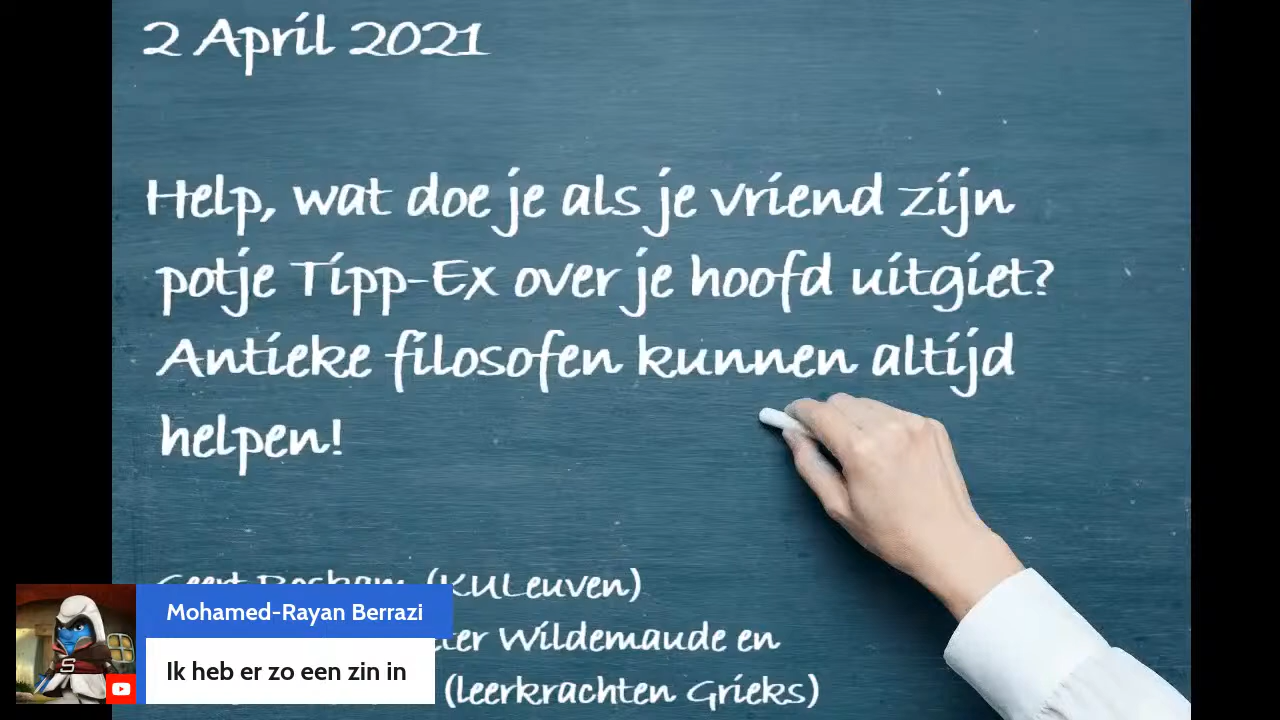 2 April 2021
Help, wat doe je als je vriend zijn
potje Tipp-Ex over je hoofd uitgiet?
Antieke filosofen kunnen altijd
helpen!
(KULeuven)
Mohamed-Rayan Berrazi
Wildemaude en
Ik heb er zo een zin in
(leerkrachten Grieks)
S